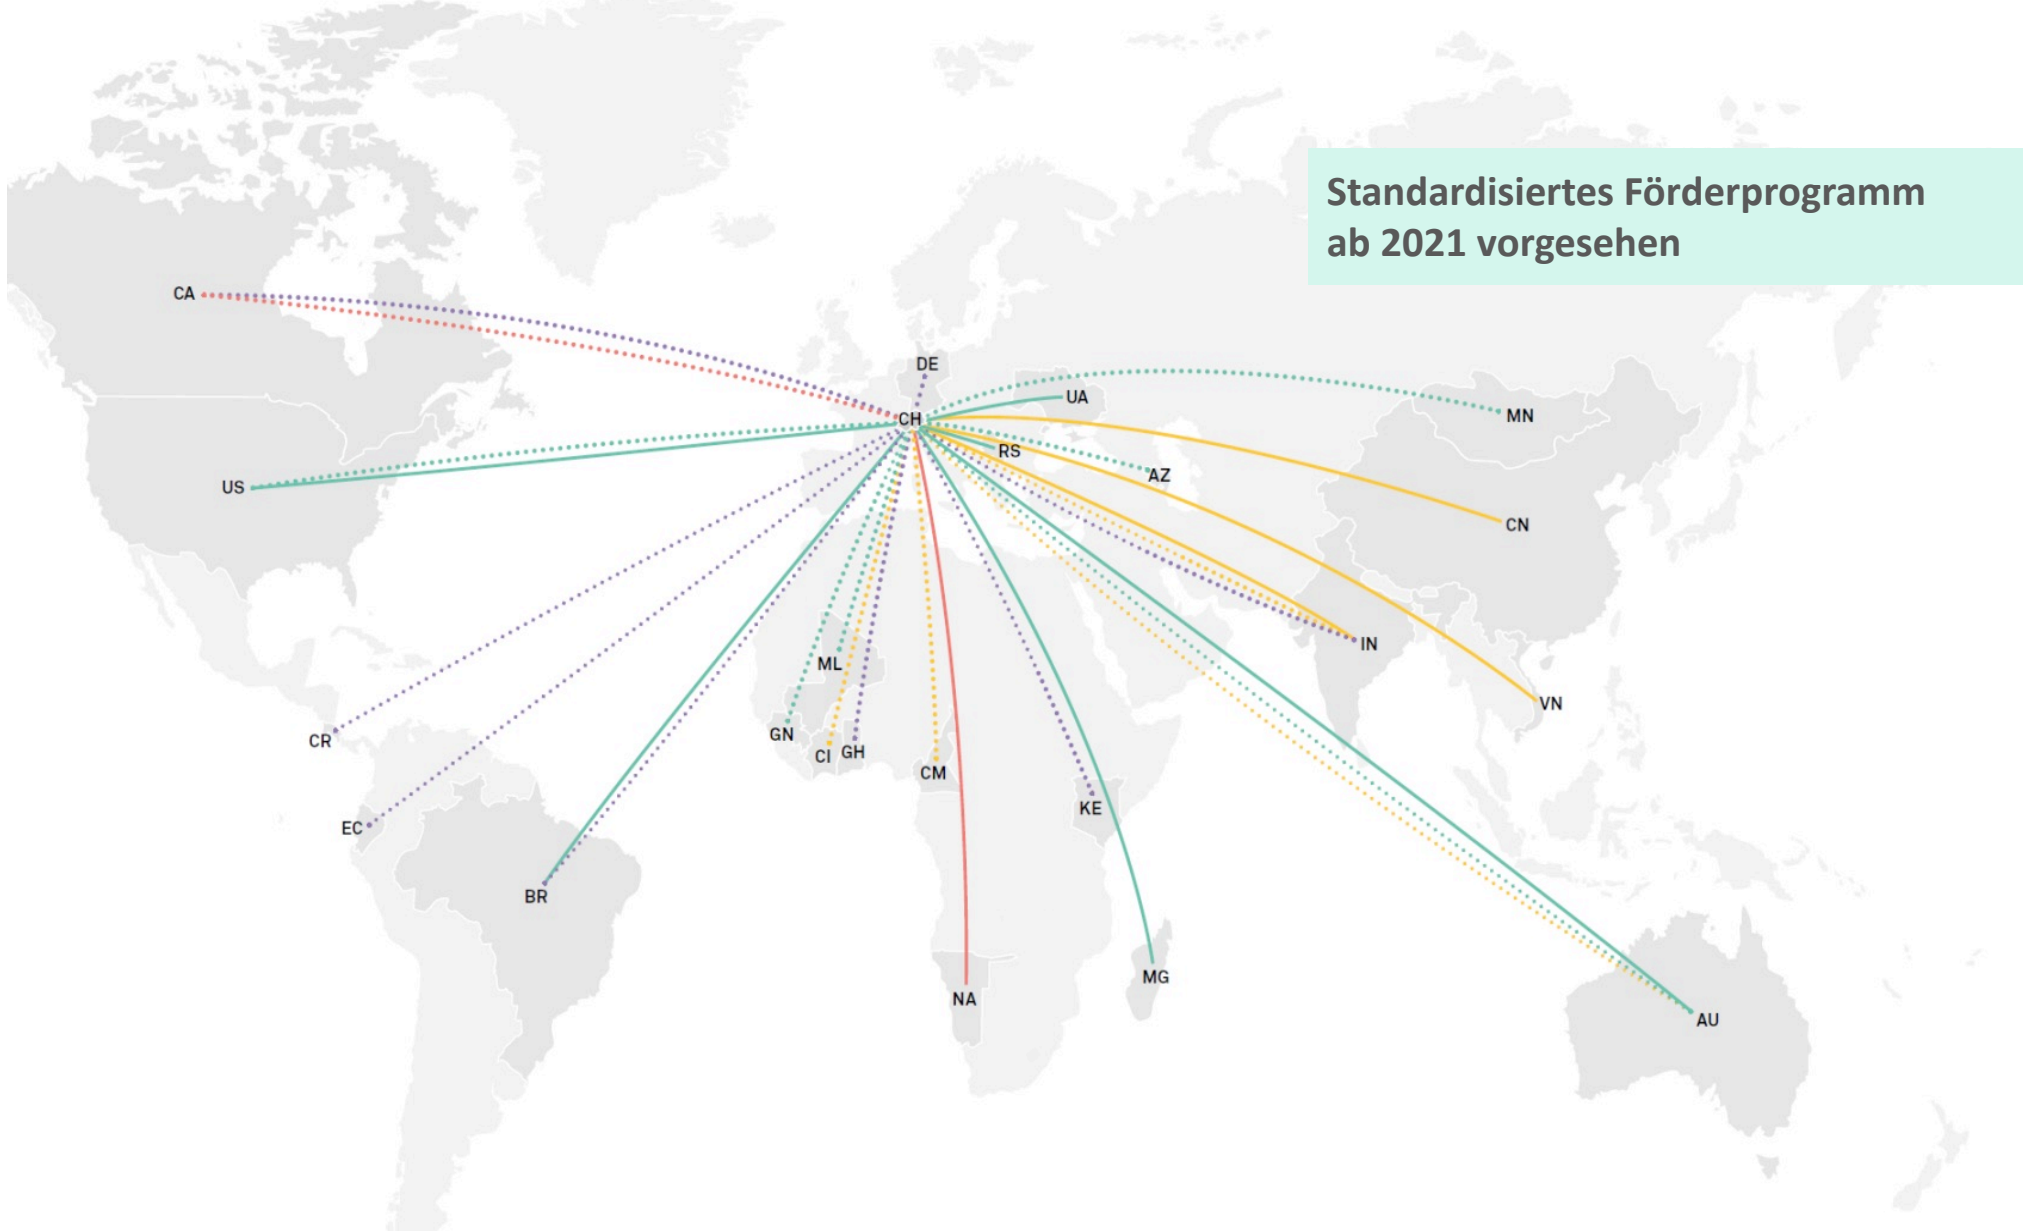 Standardisiertes Förderprogramm
ab 2021 vorgesehen
CA
DE
UA
CH
MN
RS
AZ
US
CN
IN
ML
VN
GN
CR
CI
GH
CM
KE
EC
BR
MG
NA
AU